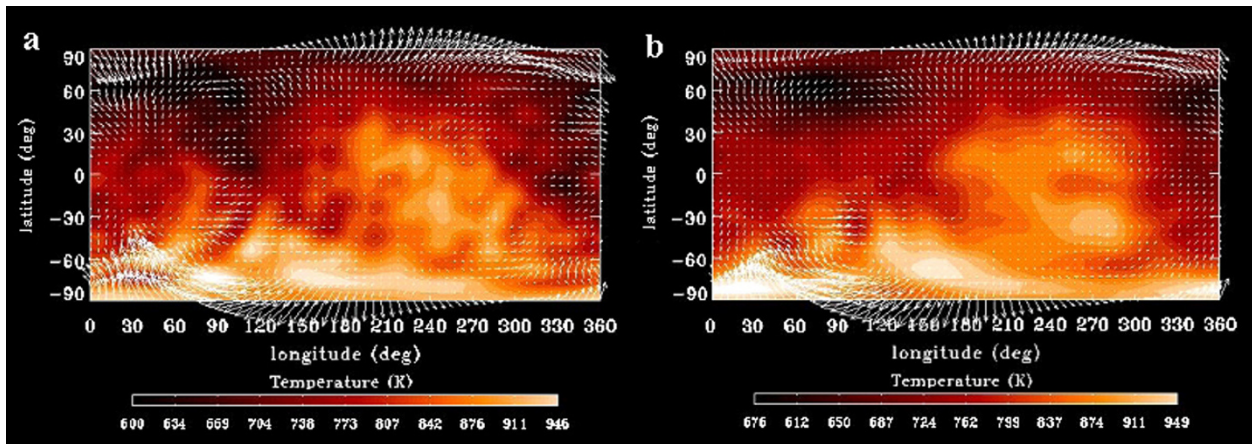 a
90
60
30
0
-30
-60
-90
latitude (deg)
0 30 60 90 120 150 180 210 240 270 300 330 360
longitude (deg)
Temperature (K)
600 634 669 704 738 773 807 842 876 911 946
b
90
60
30
0
-30
-60
-90
latitude (deg)
0 30 60 90 120 150 180 210 240 270 300 330 360
longitude (deg)
Temperature (K)
676 612 650 687 724 762 799 837 874 911 949